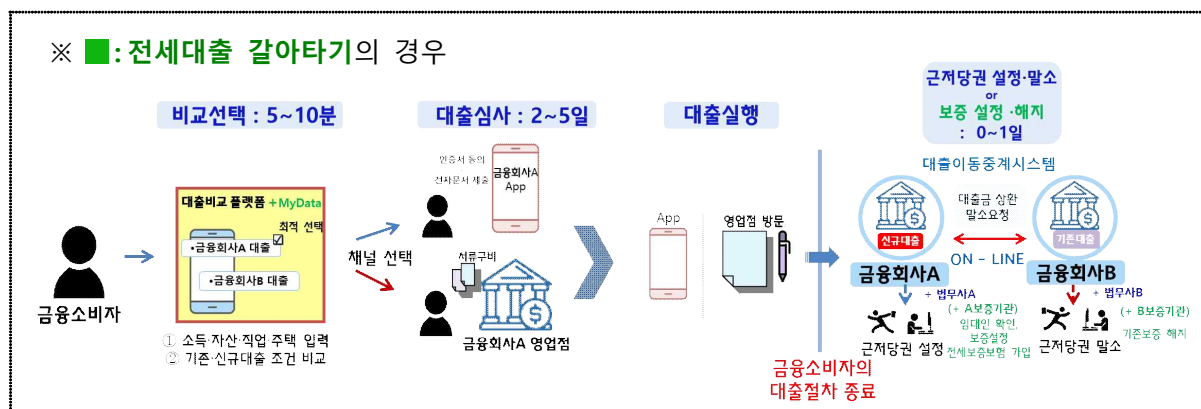 ※ ■: 전세대출 갈아타기의 경우
비교선택 : 5~10분
대출심사 : 2~5일
대출실행
근저당권 설정·말소
or
보증 설정 ·해지
: 0~1일
금융소비자
대출비교 플랫폼 +MyData
최적 선택
•금융회사A 대출
•금융회사B 대출
① 소득·자산·직업·주택 입력
② 기존·신규대출 조건 비교
채널 선택
인증서 동의
전자문서 제출
금융회사A
App
서류구비
금융회사A 영업점
App
영업점 방문
금융소비자의
대출절차 종료
대출이동중계시스템
신규대출
대출금 상환
말소요청
기존대출
ON – LINE
금융회사A
금융회사B
+ 법무사A
(+ A보증기관)
임대인 확인,
보증설정
전세보증보험 가입
근저당권 설정
+ 법무사B
(+ B보증기관)
기존보증 해지
근저당권 말소